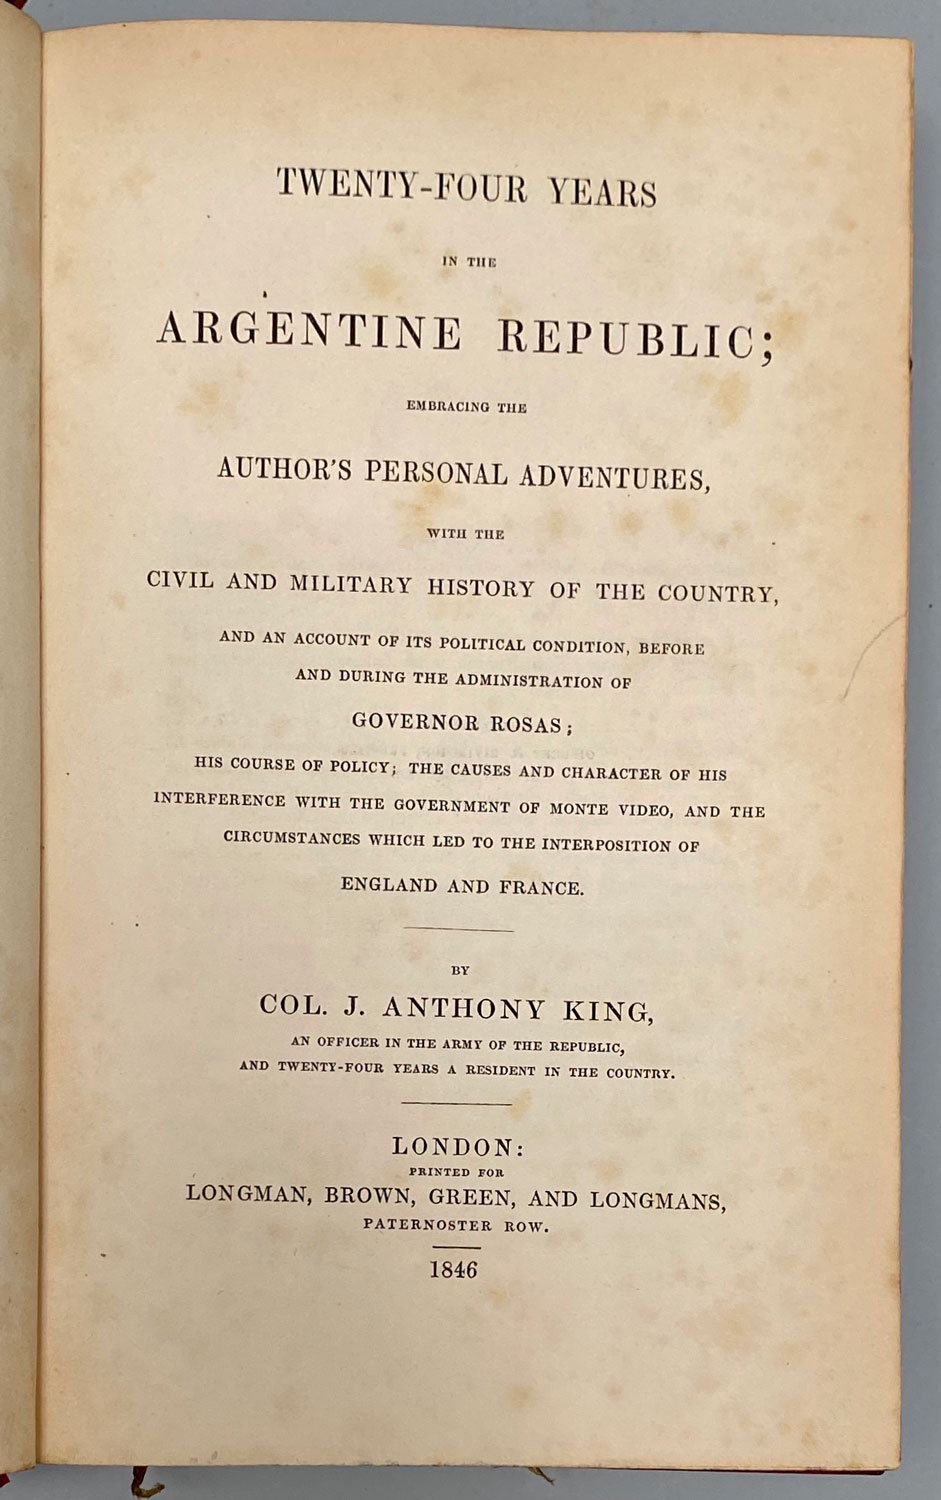 TWENTY-FOUR YEARS
IN THE
ARGENTINE REPUBLIC;
EMBRACING THE
AUTHOR'S PERSONAL ADVENTURES,
WITH THE
CIVIL AND MILITARY HISTORY OF THE COUNTRY,
AND AN ACCOUNT OF ITS POLITICAL CONDITION, BEFORE
AND DURING THE ADMINISTRATION OF
GOVERNOR ROSAS;
HIS COURSE OF POLICY; THE CAUSES AND CHARACTER OF HIS
INTERFERENCE WITH THE GOVERNMENT OF MONTE VIDEO, AND THE
CIRCUMSTANCES WHICH LED TO THE INTERPOSITION OF
ENGLAND AND FRANCE.
BY
COL. J. ANTHONY KING,
AN OFFICER IN THE ARMY OF THE REPUBLIC,
AND TWENTY-FOUR YEARS A RESIDENT IN THE COUNTRY.
LONDON:
PRINTED FOR
LONGMAN, BROWN, GREEN, AND LONGMANS,
PATERNOSTER ROW.
1846